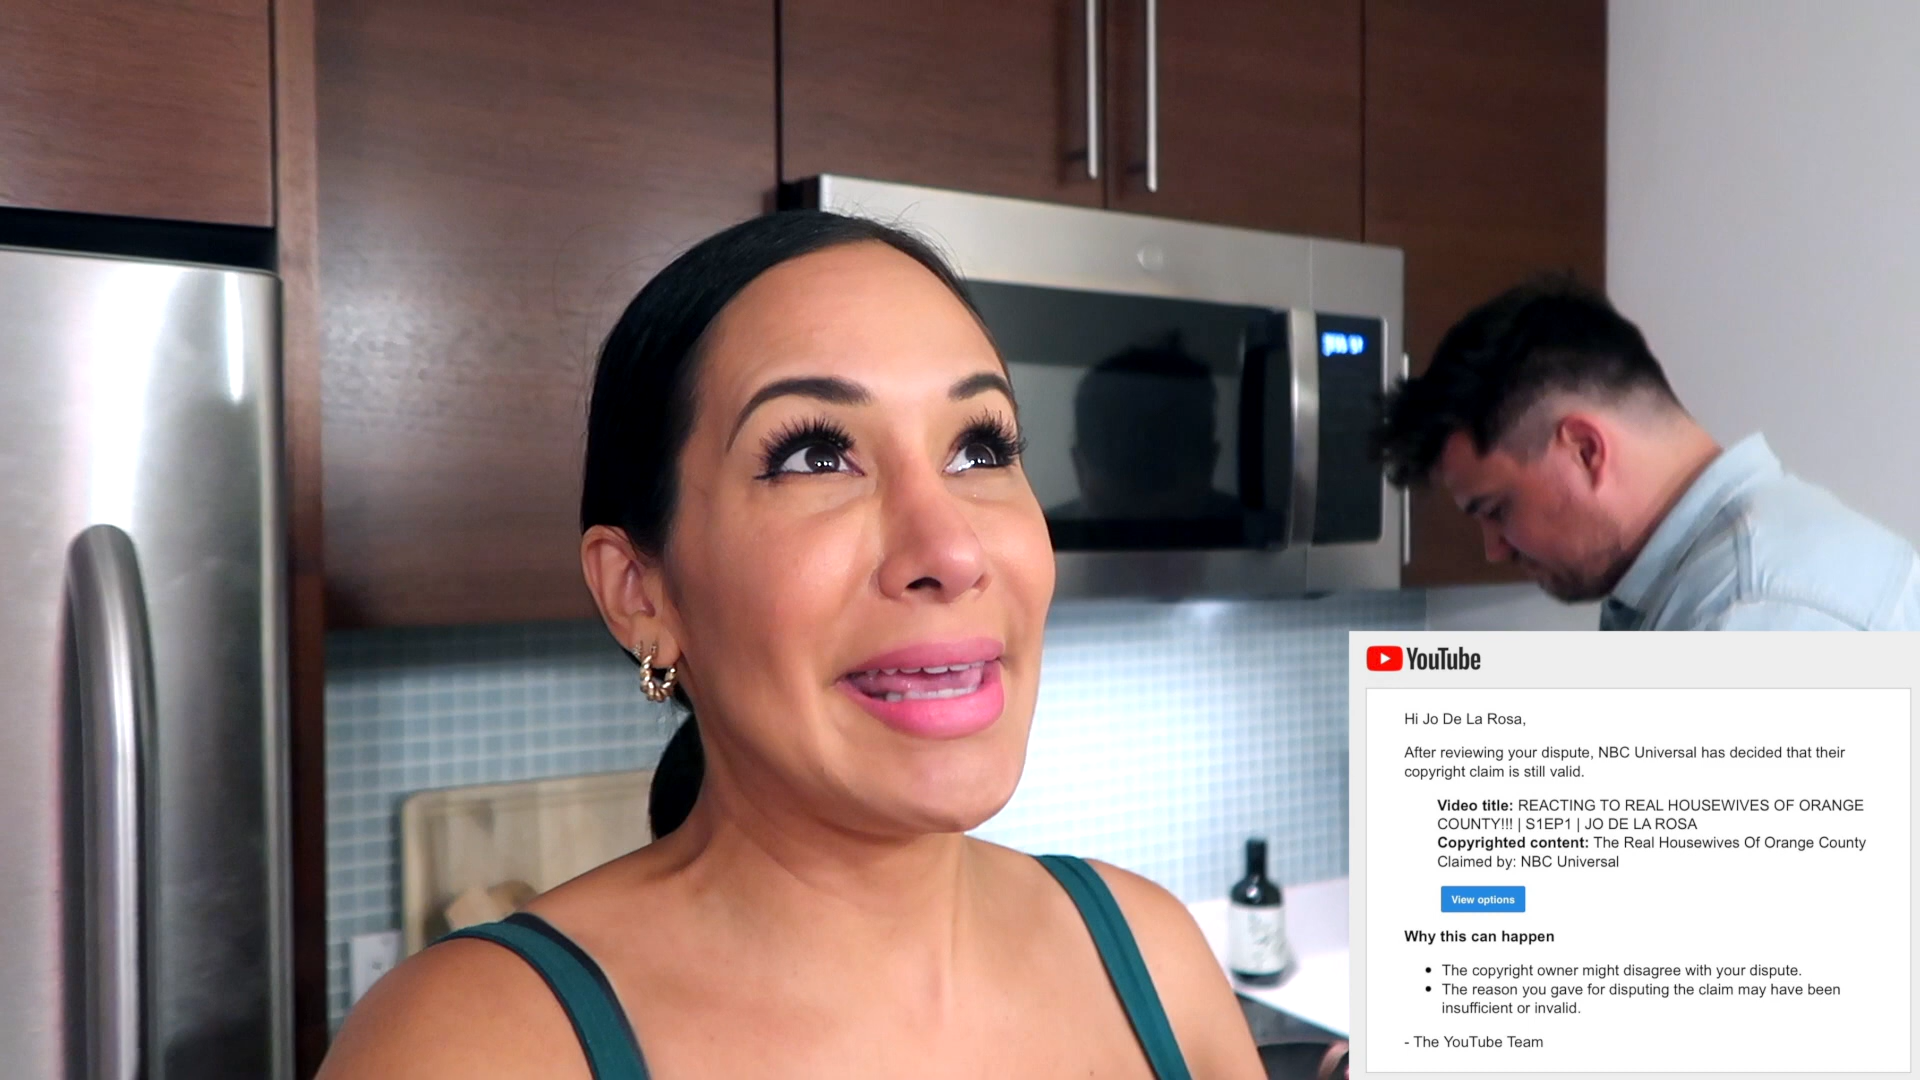 YouTube
Hi Jo De La Rosa,
After reviewing your dispute, NBC Universal has decided that their
copyright claim is still valid.
Video title: REACTING TO REAL HOUSEWIVES OF ORANGE
COUNTY!!! | S1EP1 | JO DE LA ROSA
Copyrighted content: The Real Housewives Of Orange County
Claimed by: NBC Universal
View options
Why this can happen
• The copyright owner might disagree with your dispute.
• The reason you gave for disputing the claim may have been
insufficient or invalid.
- The YouTube Team